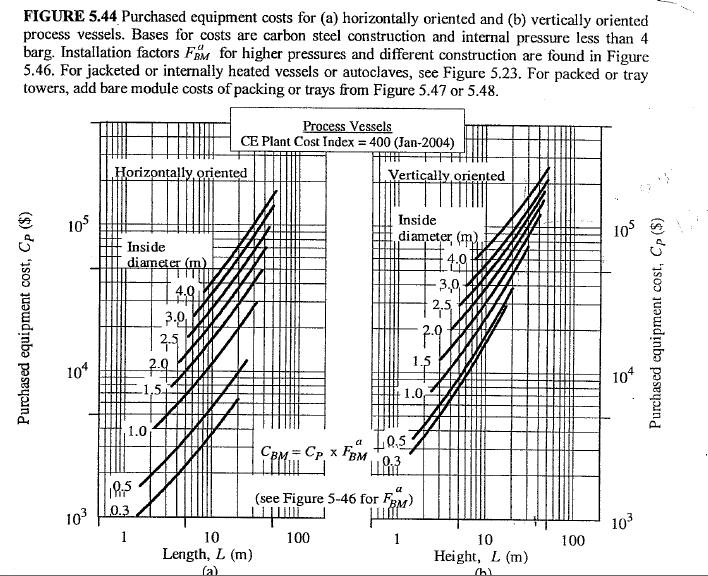 FIGURE 5.44 Purchased equipment costs for (a) horizontally oriented and (b) vertically oriented
process vessels. Bases for costs are carbon steel construction and internal pressure less than 4
barg. Installation factors F^a_BM for higher pressures and different construction are found in Figure
5.46. For jacketed or internally heated vessels or autoclaves, see Figure 5.23. For packed or tray
towers, add bare module costs of packing or trays from Figure 5.47 or 5.48.
Process Vessels
CE Plant Cost Index = 400 (Jan-2004)
Horizontally oriented
Inside
diameter (m)
4.0
3.0
2.5
2.0
1.5
1.0
0.5
0.3
Purchased equipment cost, C_P ($)
10^5
10^4
10^3
1 10 100
Length, L (m)
(a)
C_BM = C_P x F^a_BM
(see Figure 5-46 for F^a_BM)
Vertically oriented
Inside
diameter (m)
4.0
3.0
2.5
2.0
1.5
1.0
0.5
0.3
10^5
10^4
10^3
Purchased equipment cost, C_P ($)
1 10 100
Height, L (m)
(b)